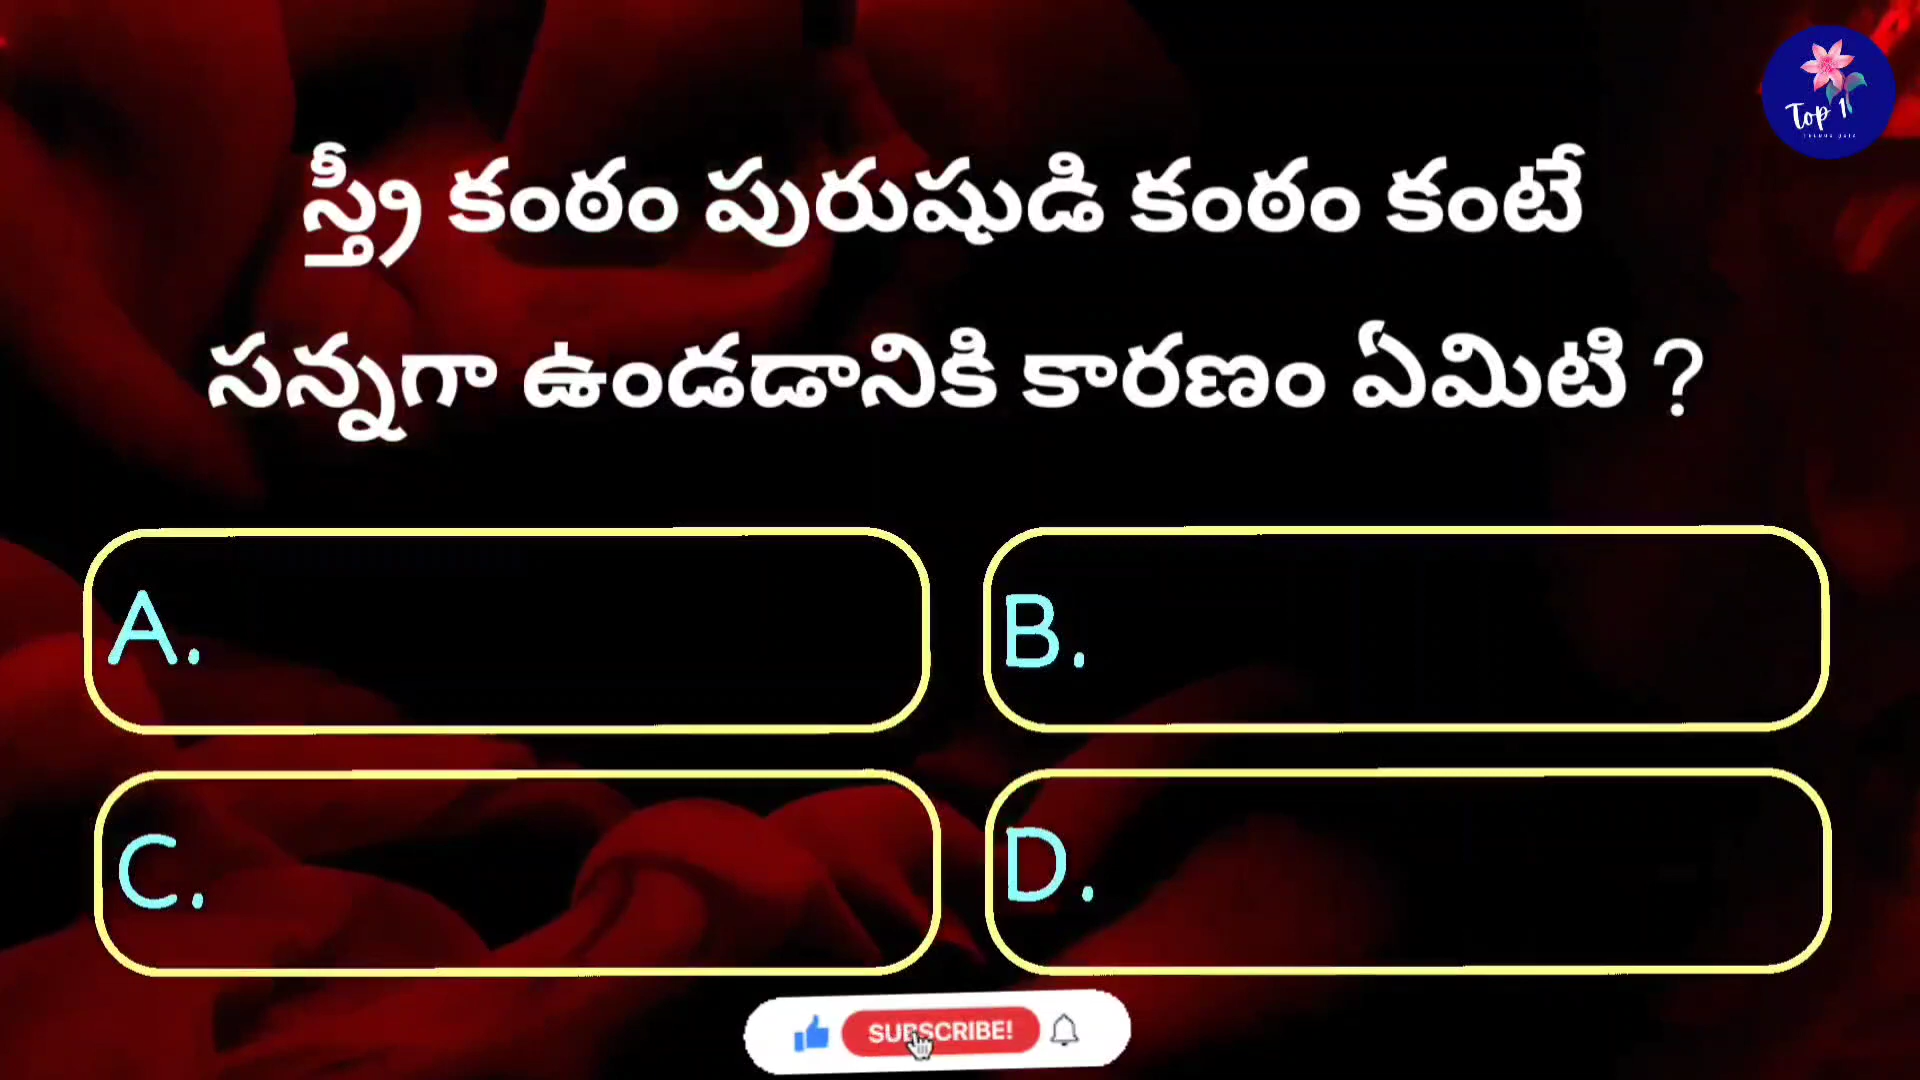 Top 1
స్త్రీ కంఠం పురుషుడి కంఠం కంటే
సన్నగా ఉండడానికి కారణం ఏమిటి ?
A.
B.
C.
D.
SUBSCRIBE!